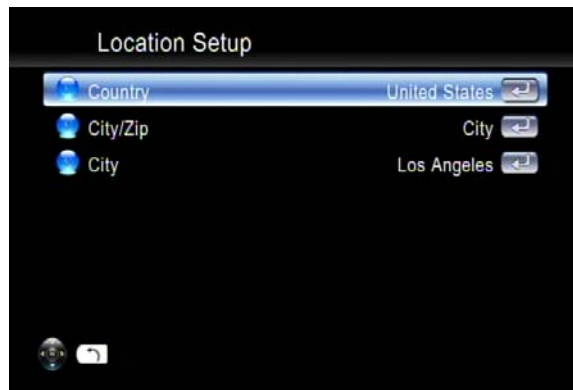 Location Setup
Country United States
City/Zip City
City Los Angeles